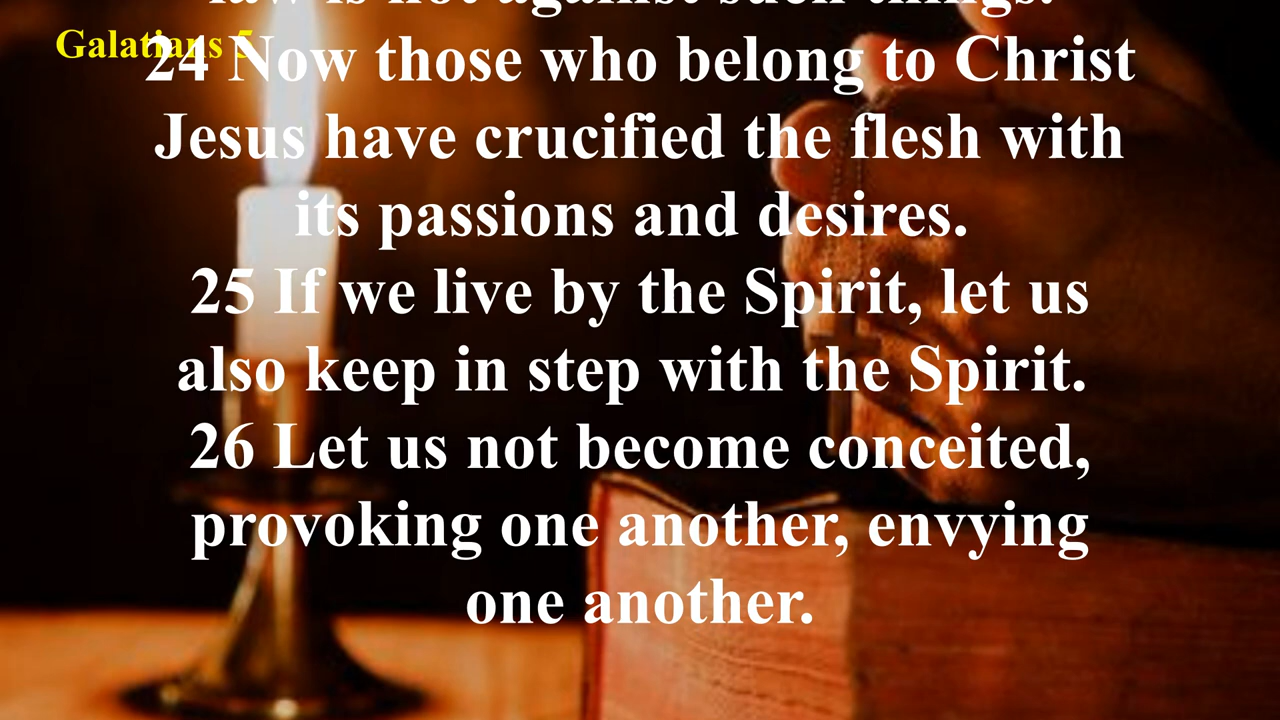 law is not against such things.
Galatians 5
24 Now those who belong to Christ
Jesus have crucified the flesh with
its passions and desires.
25 If we live by the Spirit, let us
also keep in step with the Spirit.
26 Let us not become conceited,
provoking one another, envying
one another.